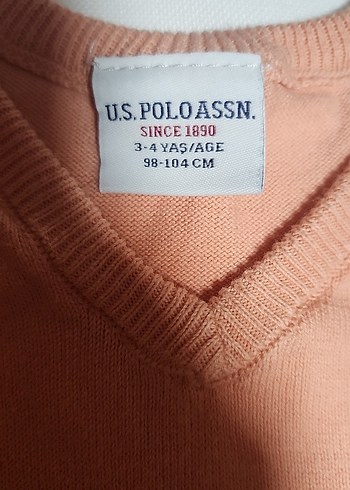 U.S. POLO ASSN.
SINCE 1890
3-4 YAŞ/AGE
98-104 CM